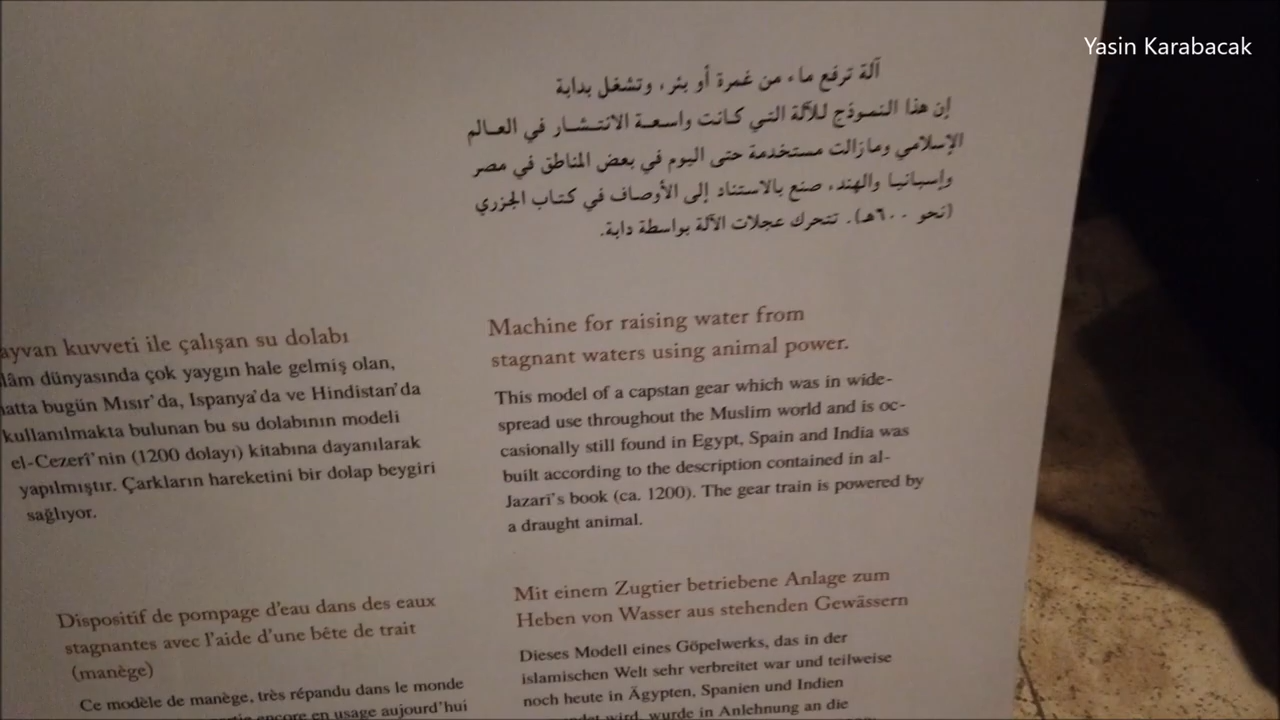 Yasin Karabacak
آلة ترفع ماء من غمرة أو بئر، وتشغل بدابة
إن هذا النموذج للآلة التي كانت واسعة الانتشار في العالم
الإسلامي ومازالت مستخدمة حتى اليوم في بعض المناطق في مصر
وإسبانيا والهند، صنع بالاستناد إلى الأوصاف في كتاب الجزري
(نحو ٦٠٠هـ). تتحرك عجلات الآلة بواسطة دابة.
ayvan kuvveti ile çalışan su dolabı
lâm dünyasında çok yaygın hale gelmiş olan,
hatta bugün Mısır'da, Ispanya'da ve Hindistan'da
kullanılmakta bulunan bu su dolabının modeli
el-Cezerî'nin (1200 dolayı) kitabına dayanılarak
yapılmıştır. Çarkların hareketini bir dolap beygiri
sağlıyor.
Machine for raising water from
stagnant waters using animal power.
This model of a capstan gear which was in wide-
spread use throughout the Muslim world and is oc-
casionally still found in Egypt, Spain and India was
built according to the description contained in al-
Jazarī's book (ca. 1200). The gear train is powered by
a draught animal.
Dispositif de pompage d'eau dans des eaux
stagnantes avec l'aide d'une bête de trait
(manège)
Ce modèle de manège, très répandu dans le monde
encore en usage aujourd'hui
Mit einem Zugtier betriebene Anlage zum
Heben von Wasser aus stehenden Gewässern
Dieses Modell eines Göpelwerks, das in der
islamischen Welt sehr verbreitet war und teilweise
noch heute in Ägypten, Spanien und Indien
wird, wurde in Anlehnung an die